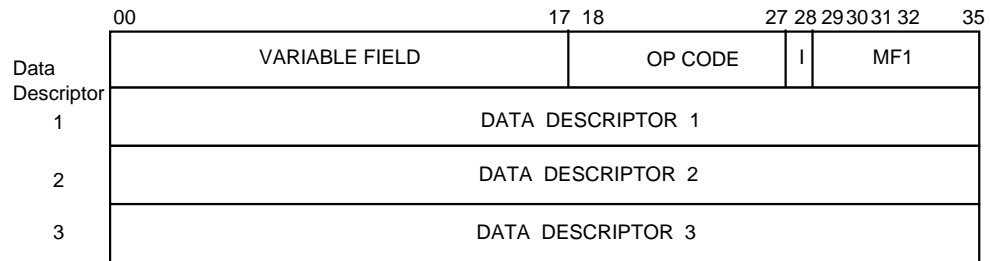 00 17 18 27 28 29 30 31 32 35
VARIABLE FIELD OP CODE I MF1
Data
Descriptor
1 DATA DESCRIPTOR 1
2 DATA DESCRIPTOR 2
3 DATA DESCRIPTOR 3